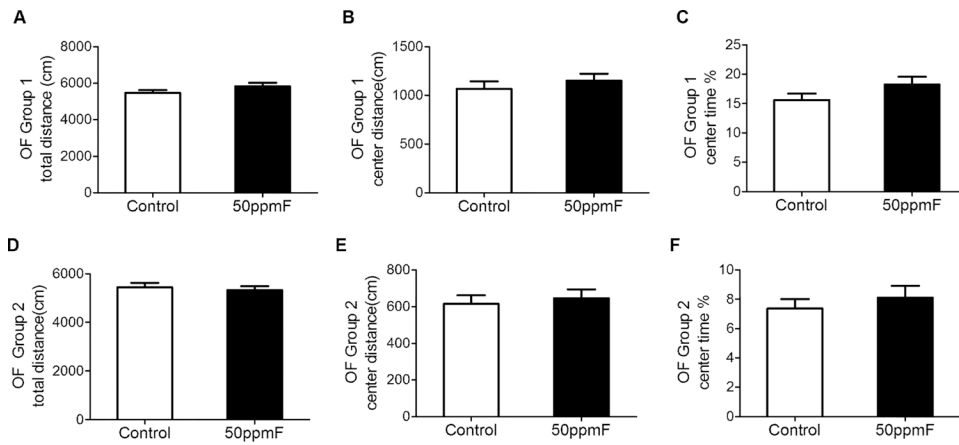 A
OF Group 1
total distance (cm)
8000
6000
4000
2000
0
Control
50ppmF
B
OF Group 1
center distance(cm)
1500
1000
500
0
Control
50ppmF
C
OF Group 1
center time %
25
20
15
10
5
0
Control
50ppmF
D
OF Group 2
total distance(cm)
6000
4000
2000
0
Control
50ppmF
E
OF Group 2
center distance(cm)
800
600
400
200
0
Control
50ppmF
F
OF Group 2
center time %
10
8
6
4
2
0
Control
50ppmF